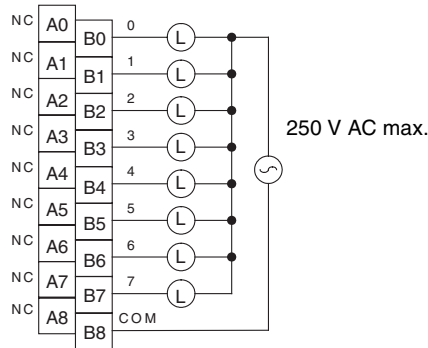 NC A0 B0 0 L
NC A1 B1 1 L
NC A2 B2 2 L
NC A3 B3 3 L
NC A4 B4 4 L
NC A5 B5 5 L
NC A6 B6 6 L
NC A7 B7 7 L
NC A8 B8 COM
250 V AC max.